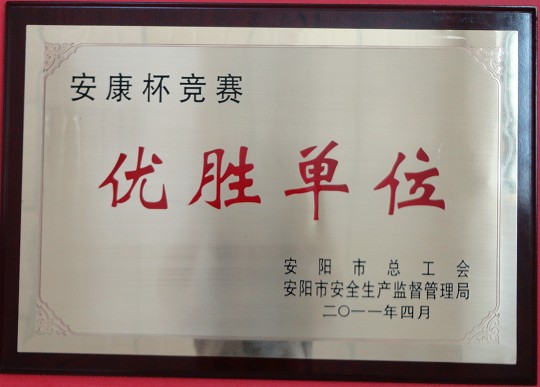 安康杯竞赛
优胜单位
安阳市总工会
安阳市安全生产监督管理局
二〇一一年四月